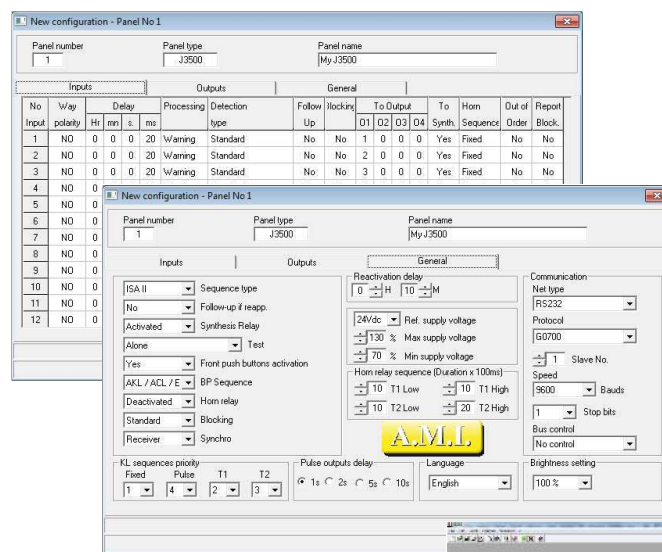 New configuration - Panel No 1
Panel number Panel type Panel name
1 J3500 My J3500
Inputs Outputs General
No Way Delay Processing Detection Follow Blocking To Output To Horn Out of Report
Input polarity Hr mn s. ms type Up O1 O2 O3 O4 Synth. Sequence Order Block.
1 NO 0 0 0 20 Warning Standard No No 1 0 0 0 Yes Fixed No No
2 NO 0 0 0 20 Warning Standard No No 2 0 0 0 Yes Fixed No No
3 NO 0 0 0 20 Warning Standard No No 3 0 0 0 Yes Fixed No No
4 NO 0
5 NO 0
6 NO 0
7 NO 0
8 NO 0
9 NO 0
10 NO 0
11 NO 0
12 NO 0
New configuration - Panel No 1
Panel number Panel type Panel name
1 J3500 My J3500
Inputs Outputs General
ISA II Sequence type
No Follow-up if reapp.
Activated Synthesis Relay
Alone Test
Yes Front push buttons activation
AKL / ACL / E BP Sequence
Deactivated Horn relay
Standard Blocking
Receiver Synchro
Reactivation delay
0 H 10 M
24Vdc Ref. supply voltage
130 % Max supply voltage
70 % Min supply voltage
Horn relay sequence (Duration x 100ms)
10 T1 Low 10 T1 High
10 T2 Low 20 T2 High
A.M.I.
Communication
Net type
RS232
Protocol
G0700
1 Slave No.
Speed
9600 Bauds
1 Stop bits
Bus control
No control
KL sequences priority
Fixed Pulse T1 T2
1 4 2 3
Pulse outputs delay
1s 2s 5s 10s
Language
English
Brightness setting
100 %